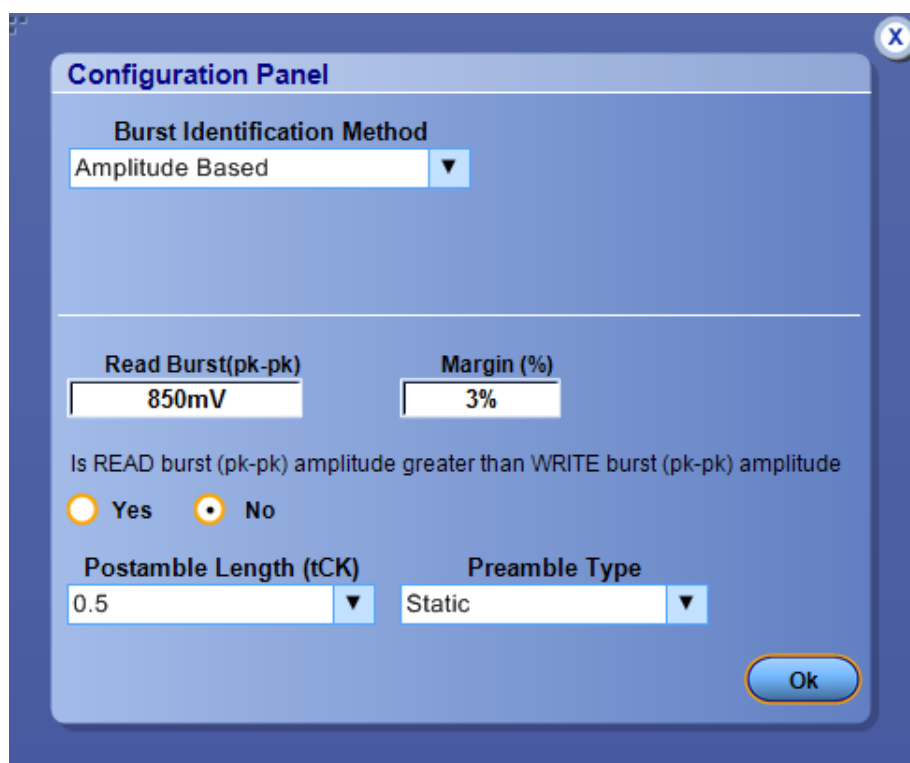 X
Configuration Panel
Burst Identification Method
Amplitude Based
Read Burst(pk-pk) Margin (%)
850mV 3%
Is READ burst (pk-pk) amplitude greater than WRITE burst (pk-pk) amplitude
Yes No
Postamble Length (tCK) Preamble Type
0.5 Static
Ok